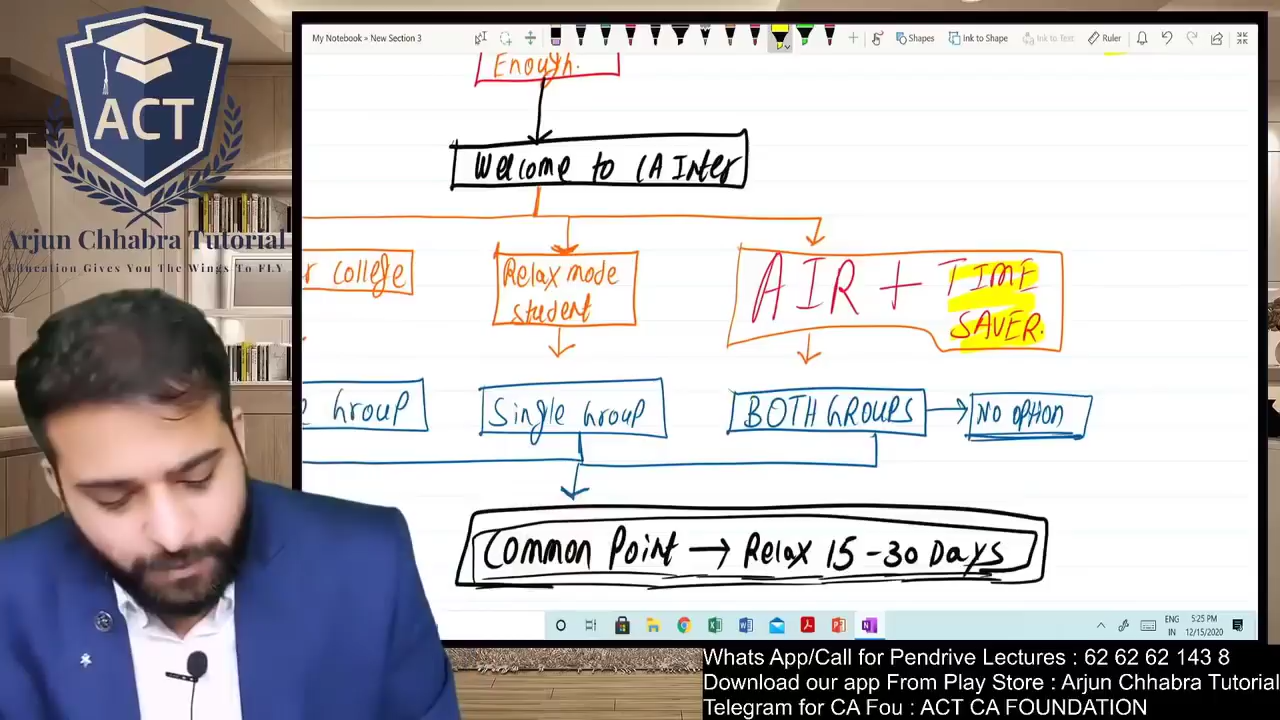 ACT
Arjun Chhabra Tutorial
Education Gives You The Wings To FLY
My Notebook » New Section 3
Shapes
Ink to Shape
Ink to Text
Ruler
Enough.
Welcome to CA Inter
r college
Relax mode
student
AIR + TIME
SAVER.
Group
Single Group
BOTH GROUPS
NO OPTION
Common Point → Relax 15-30 Days
ENG
IN
5:25 PM
12/15/2020
Whats App/Call for Pendrive Lectures : 62 62 62 143 8
Download our app From Play Store : Arjun Chhabra Tutorial
Telegram for CA Fou : ACT CA FOUNDATION